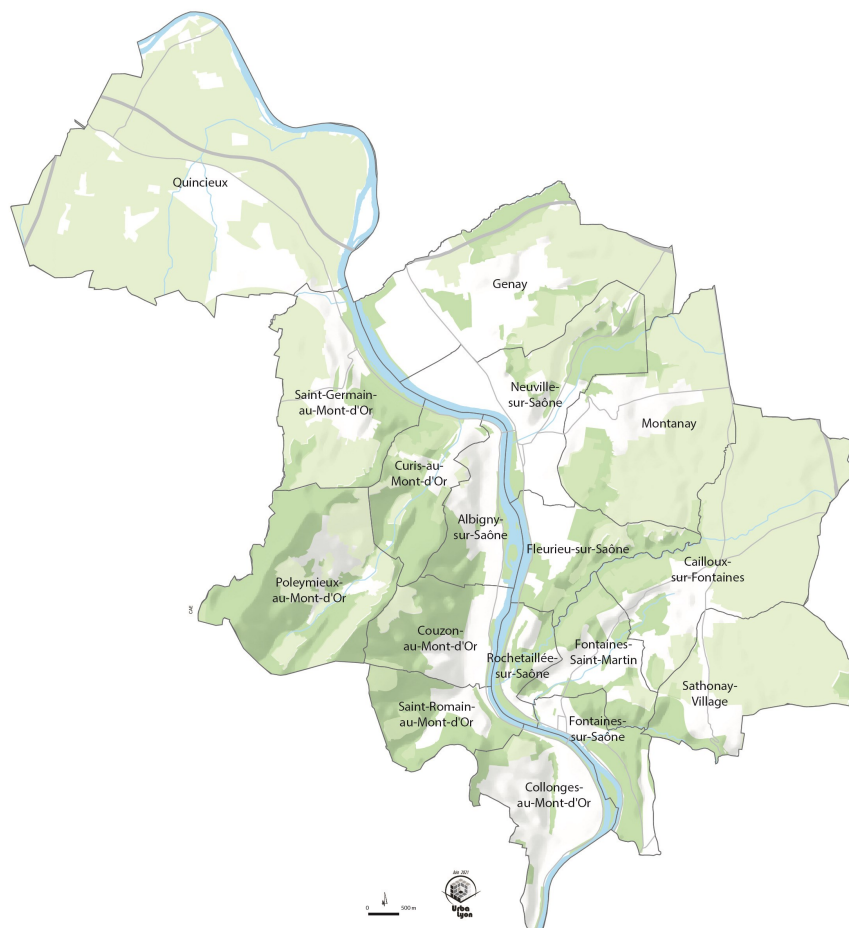 Quincieux
Genay
Saint-Germain
au-Mont-d'Or
Neuville-
sur-Saône
Montanay
Curis-au-
Mont-d'Or
Albigny-
sur-Saône
Fleurieu-sur-Saône
Cailloux-
sur-Fontaines
Poleymieux-
au-Mont-d'Or
CAE
Couzon-
au-Mont-d'Or
Rochetaillée-
sur-Saône
Fontaines-
Saint-Martin
Sathonay-
Village
Saint-Romain-
au-Mont-d'Or
Fontaines-
sur-Saône
Collonges-
au-Mont-d'Or
0 500 m
Urba
Lyon